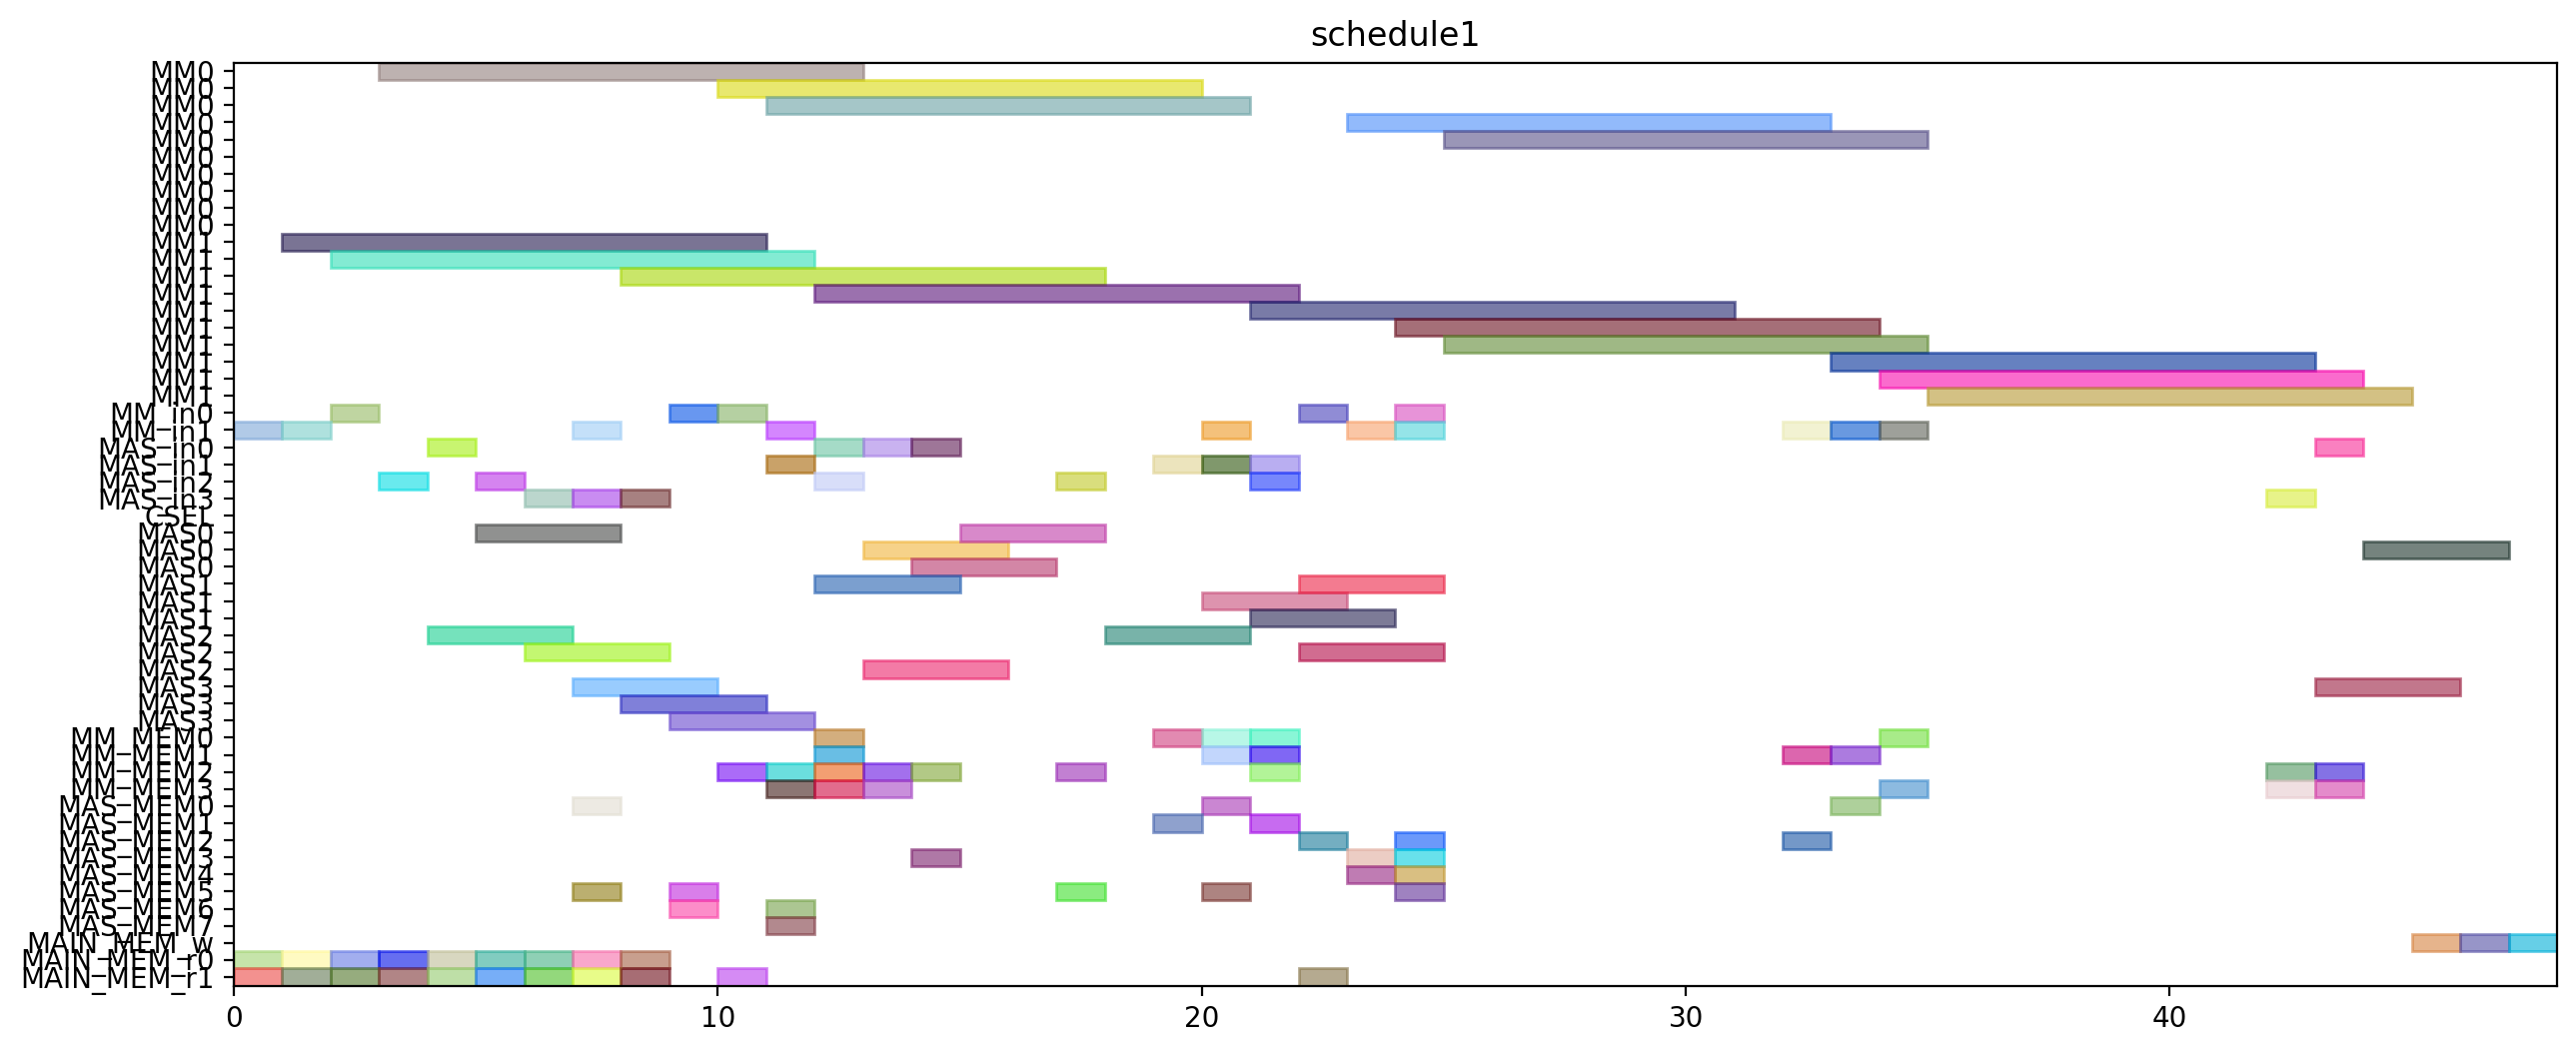 schedule1
MM0
MM0
MM0
MM0
MM0
MM0
MM0
MM0
MM0
MM0
MM1
MM1
MM1
MM1
MM1
MM1
MM1
MM1
MM1
MM1
MM_in0
MM_in1
MAS_in0
MAS_in1
MAS_in2
MAS_in3
CSEL
MAS0
MAS0
MAS0
MAS1
MAS1
MAS1
MAS2
MAS2
MAS2
MAS3
MAS3
MAS3
MM_MEM0
MM_MEM1
MM_MEM2
MM_MEM3
MAS_MEM0
MAS_MEM1
MAS_MEM2
MAS_MEM3
MAS_MEM4
MAS_MEM5
MAS_MEM6
MAS_MEM7
MAIN_MEM_w
MAIN_MEM_r0
MAIN_MEM_r1
0 10 20 30 40